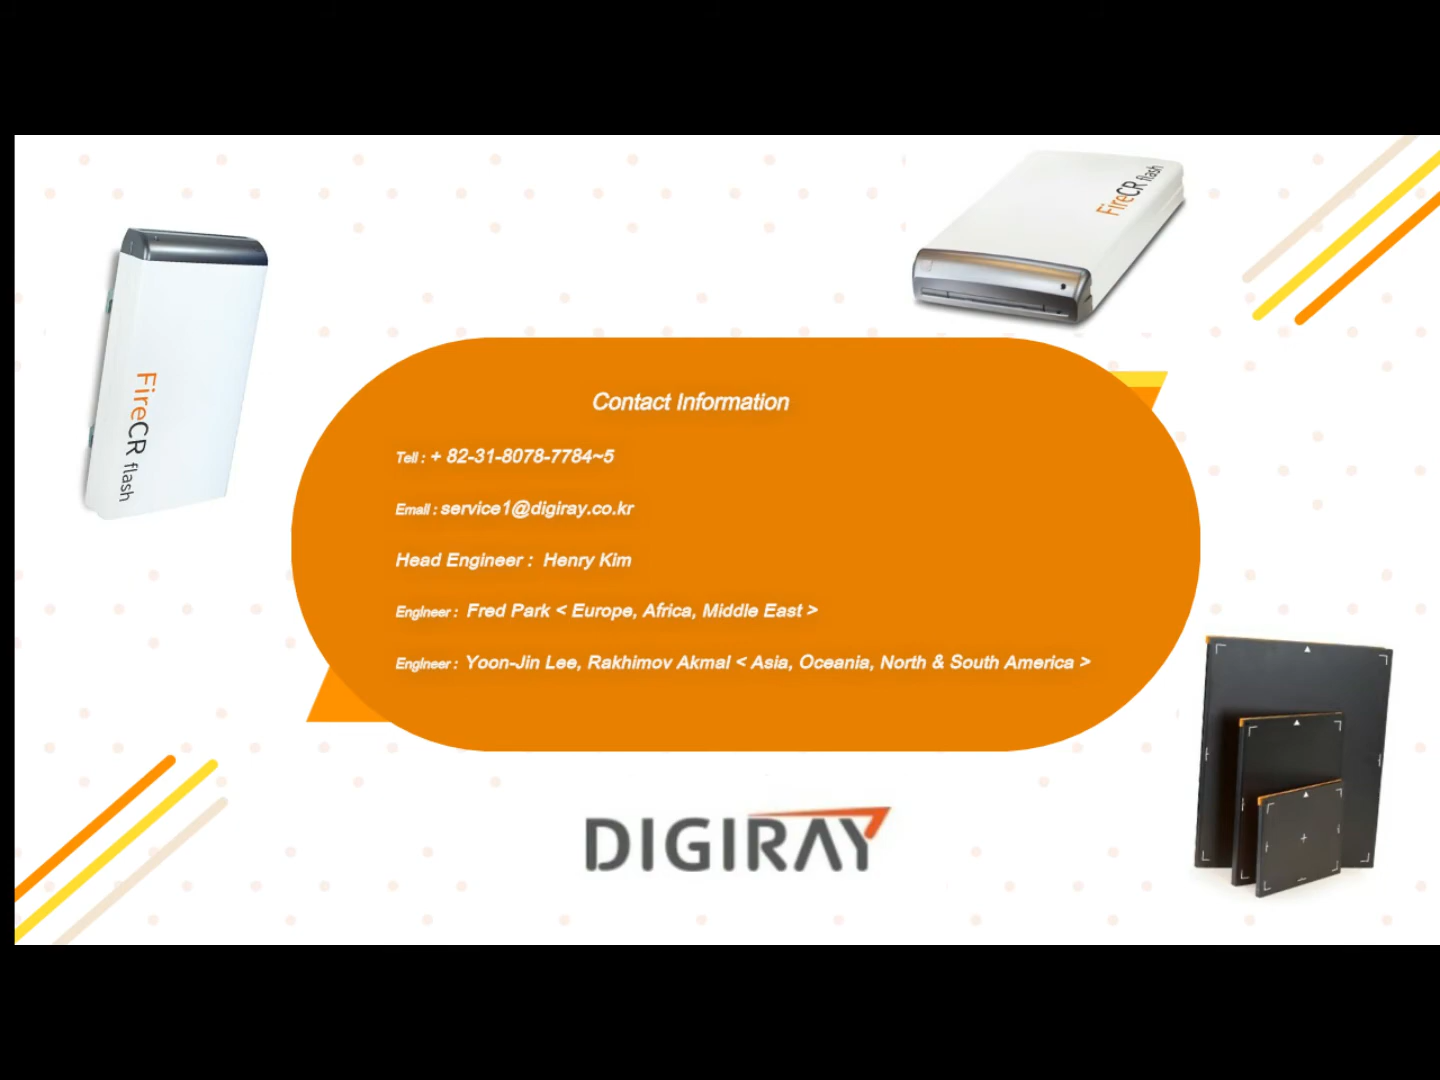 FireCR flash
FireCR flash
Contact Information
Tell : + 82-31-8078-7784~5
Email : service1@digiray.co.kr
Head Engineer :  Henry Kim
Engineer :  Fred Park < Europe, Africa, Middle East >
Engineer :  Yoon-Jin Lee, Rakhimov Akmal < Asia, Oceania, North & South America >
DIGIRAY